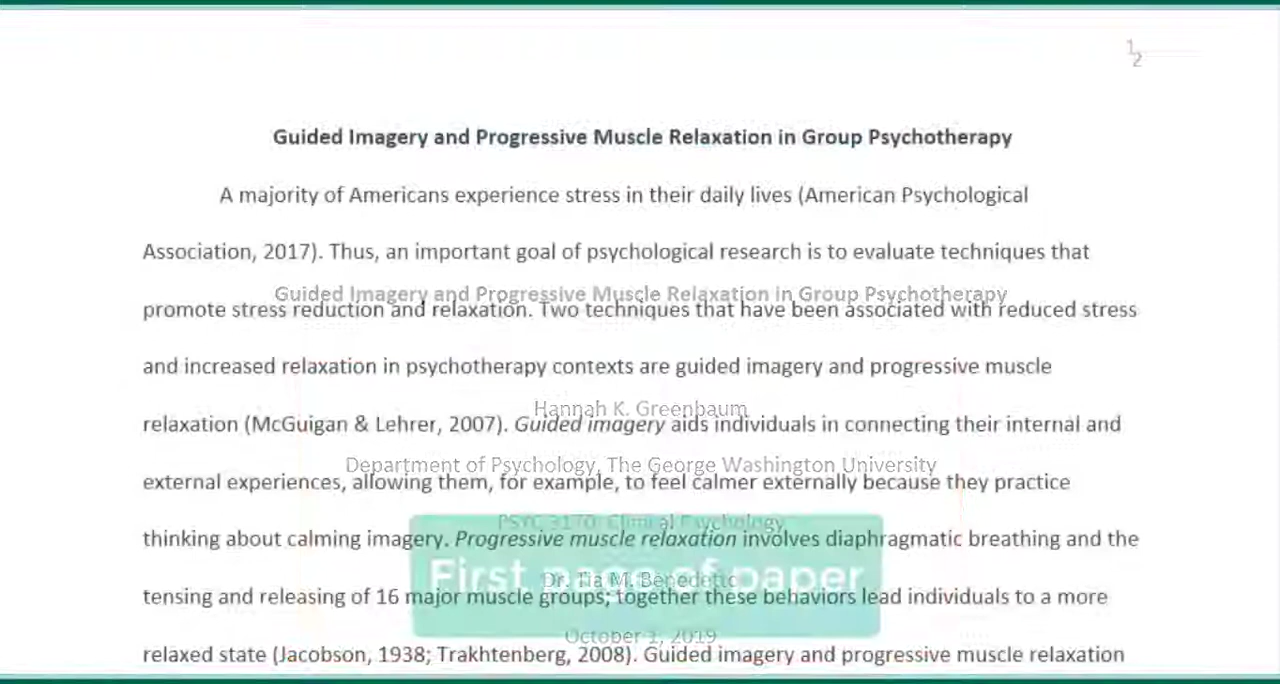 1
2
Guided Imagery and Progressive Muscle Relaxation in Group Psychotherapy
A majority of Americans experience stress in their daily lives (American Psychological
Association, 2017). Thus, an important goal of psychological research is to evaluate techniques that
Guided Imagery and Progressive Muscle Relaxation in Group Psychotherapy
promote stress reduction and relaxation. Two techniques that have been associated with reduced stress
and increased relaxation in psychotherapy contexts are guided imagery and progressive muscle
Hannah K. Greenbaum
relaxation (McGuigan & Lehrer, 2007). Guided imagery aids individuals in connecting their internal and
Department of Psychology, The George Washington University
external experiences, allowing them, for example, to feel calmer externally because they practice
PSYC 3170: Clinical Psychology
thinking about calming imagery. Progressive muscle relaxation involves diaphragmatic breathing and the
First page of paper
Dr. Tia M. Benedetto
tensing and releasing of 16 major muscle groups; together these behaviors lead individuals to a more
October 1, 2019
relaxed state (Jacobson, 1938; Trakhtenberg, 2008). Guided imagery and progressive muscle relaxation